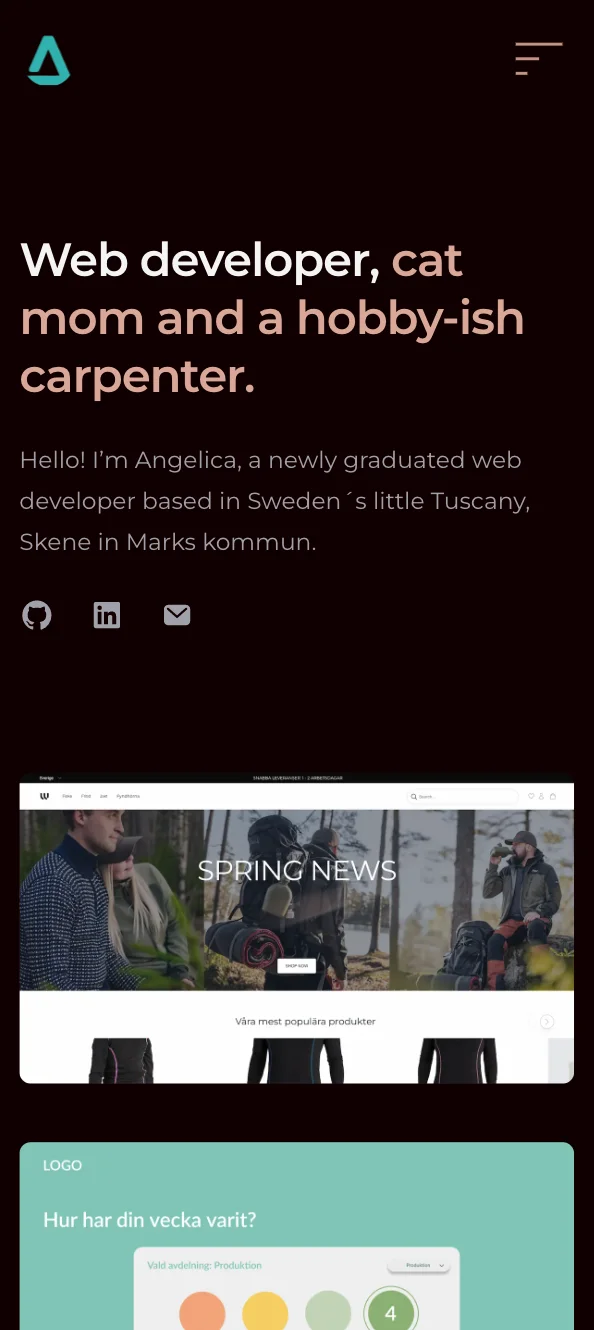 Web developer, cat
mom and a hobby-ish
carpenter.
Hello! I’m Angelica, a newly graduated web
developer based in Sweden´s little Tuscany,
Skene in Marks kommun.
in
Sverige
SNABBA LEVERANSER 1 - 2 ARBETSDAGAR
Search...
SPRING NEWS
SHOP NOW
Våra mest populära produkter
LOGO
Hur har din vecka varit?
Vald avdelning: Produktion
Produktion
4